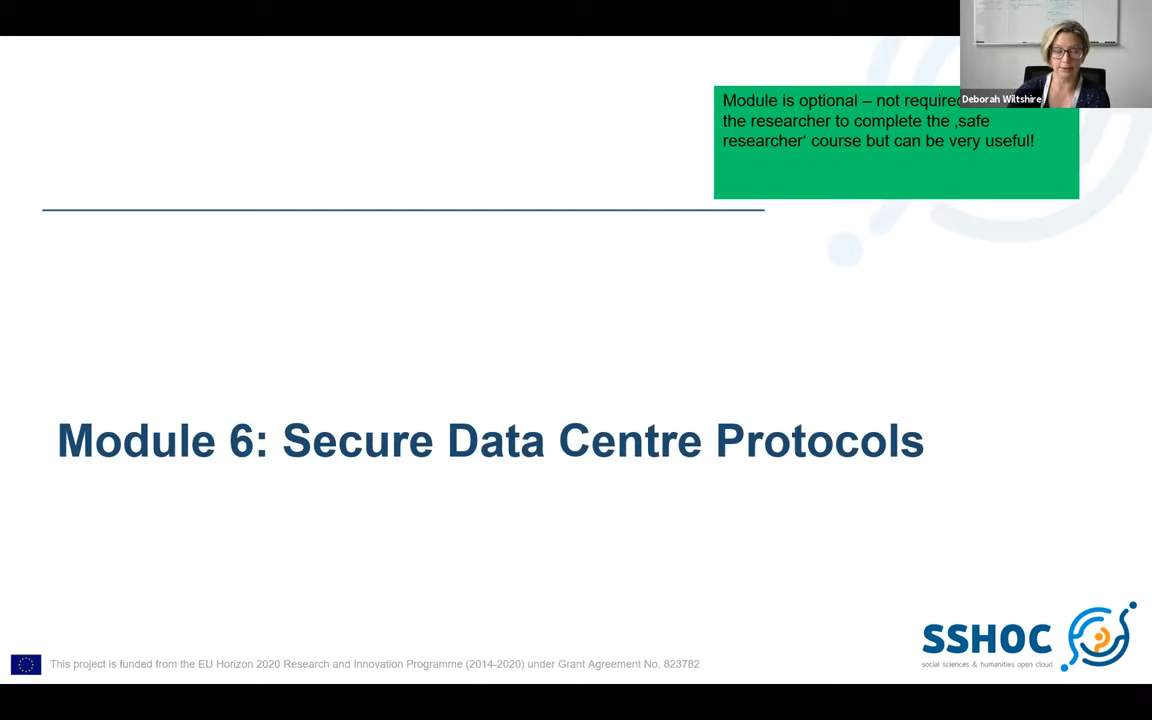 Module is optional – not required
the researcher to complete the ‚safe
researcher‘ course but can be very useful!
Deborah Wiltshire
Module 6: Secure Data Centre Protocols
SSHOC
social sciences & humanities open cloud
This project is funded from the EU Horizon 2020 Research and Innovation Programme (2014-2020) under Grant Agreement No. 823782